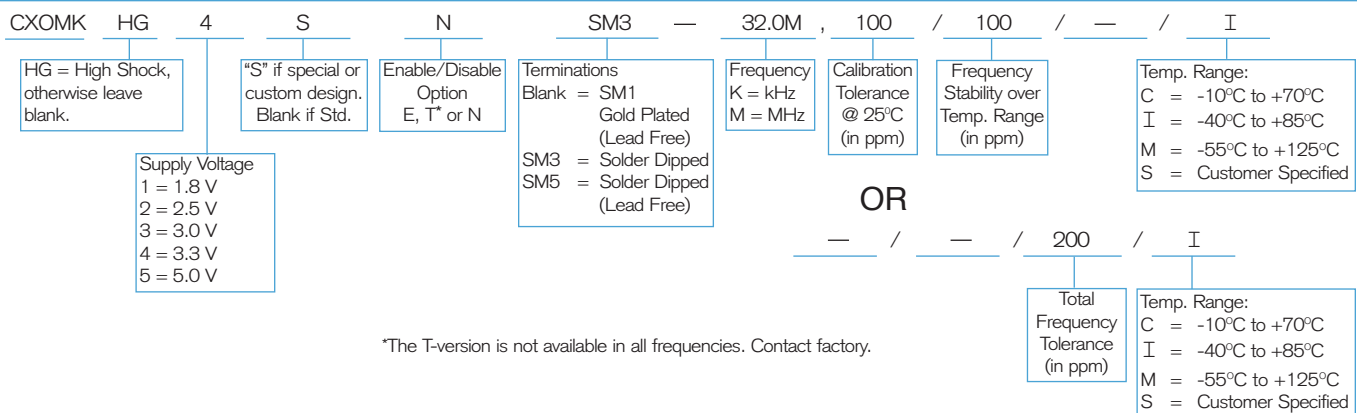 CXOMK HG 4 S N SM3 — 32.0M , 100 / 100 / — / I
HG = High Shock,
otherwise leave
blank.
Supply Voltage
1 = 1.8 V
2 = 2.5 V
3 = 3.0 V
4 = 3.3 V
5 = 5.0 V
“S” if special or
custom design.
Blank if Std.
Enable/Disable
Option
E, T* or N
Terminations
Blank = SM1
Gold Plated
(Lead Free)
SM3 = Solder Dipped
SM5 = Solder Dipped
(Lead Free)
Frequency
K = kHz
M = MHz
Calibration
Tolerance
@ 25ºC
(in ppm)
Frequency
Stability over
Temp. Range
(in ppm)
Temp. Range:
C = -10ºC to +70ºC
I = -40ºC to +85ºC
M = -55ºC to +125ºC
S = Customer Specified
OR
— / — / 200 / I
Total
Frequency
Tolerance
(in ppm)
Temp. Range:
C = -10ºC to +70ºC
I = -40ºC to +85ºC
M = -55ºC to +125ºC
S = Customer Specified
*The T-version is not available in all frequencies. Contact factory.